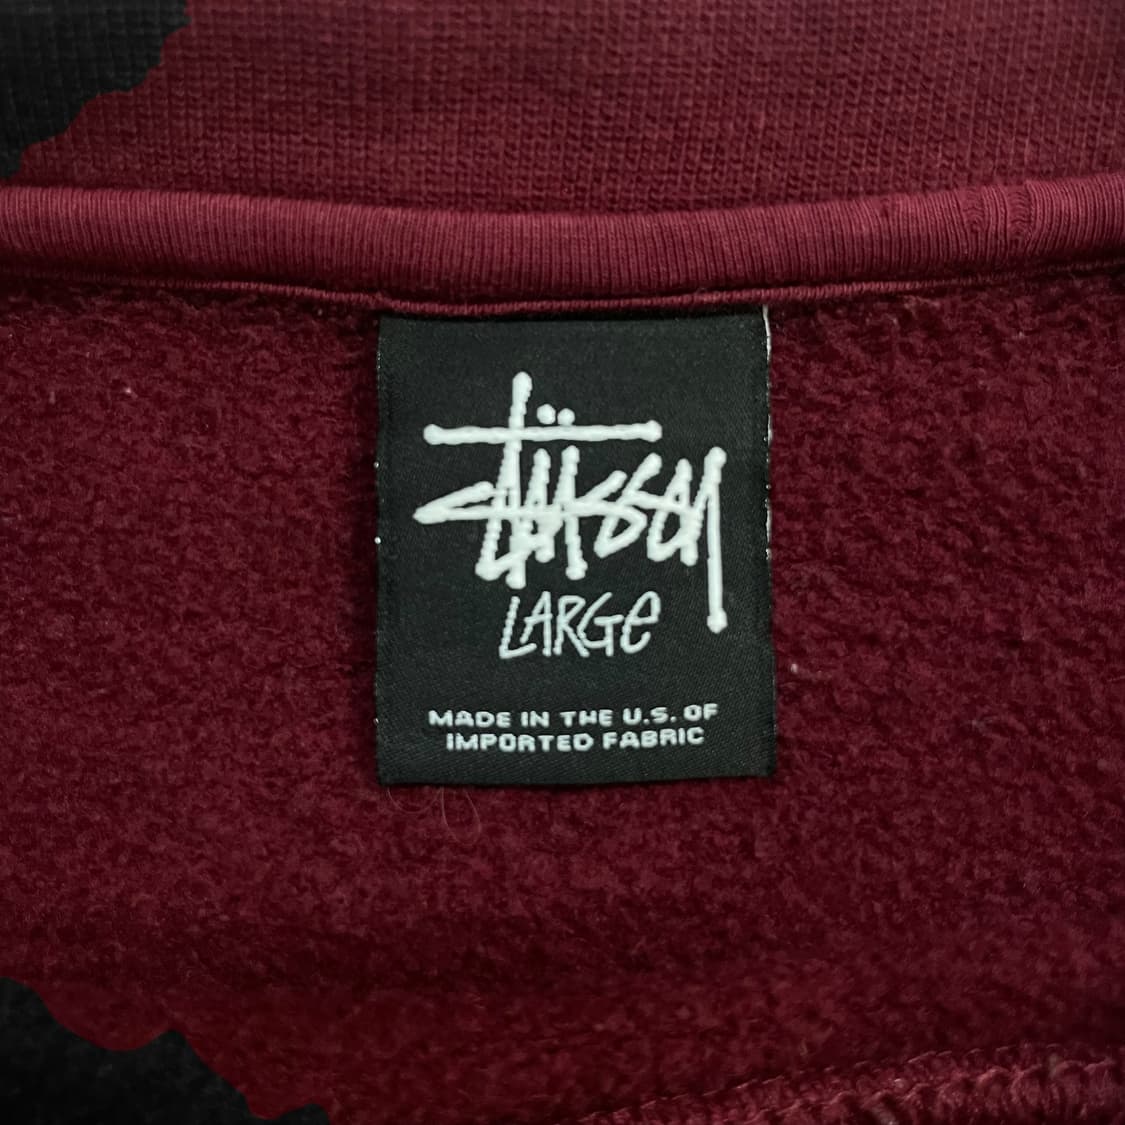 Stüssy
LARGe
MADE IN THE U.S. OF
IMPORTED FABRIC